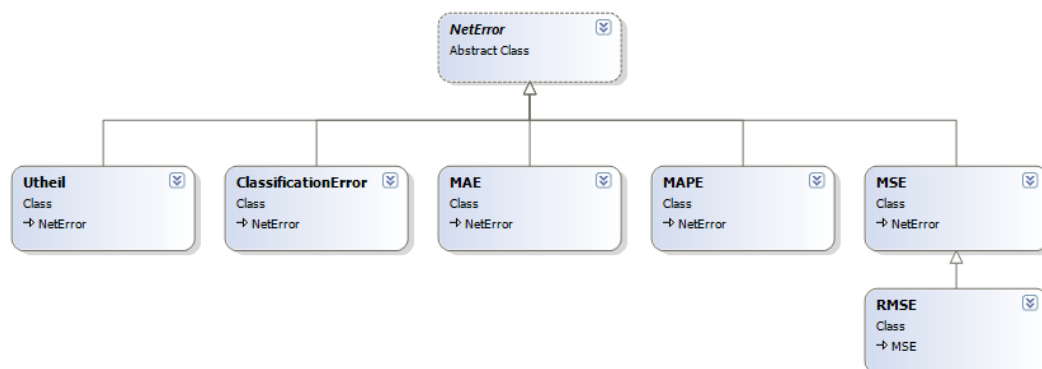 NetError
Abstract Class
Utheil
Class
→ NetError
ClassificationError
Class
→ NetError
MAE
Class
→ NetError
MAPE
Class
→ NetError
MSE
Class
→ NetError
RMSE
Class
→ MSE